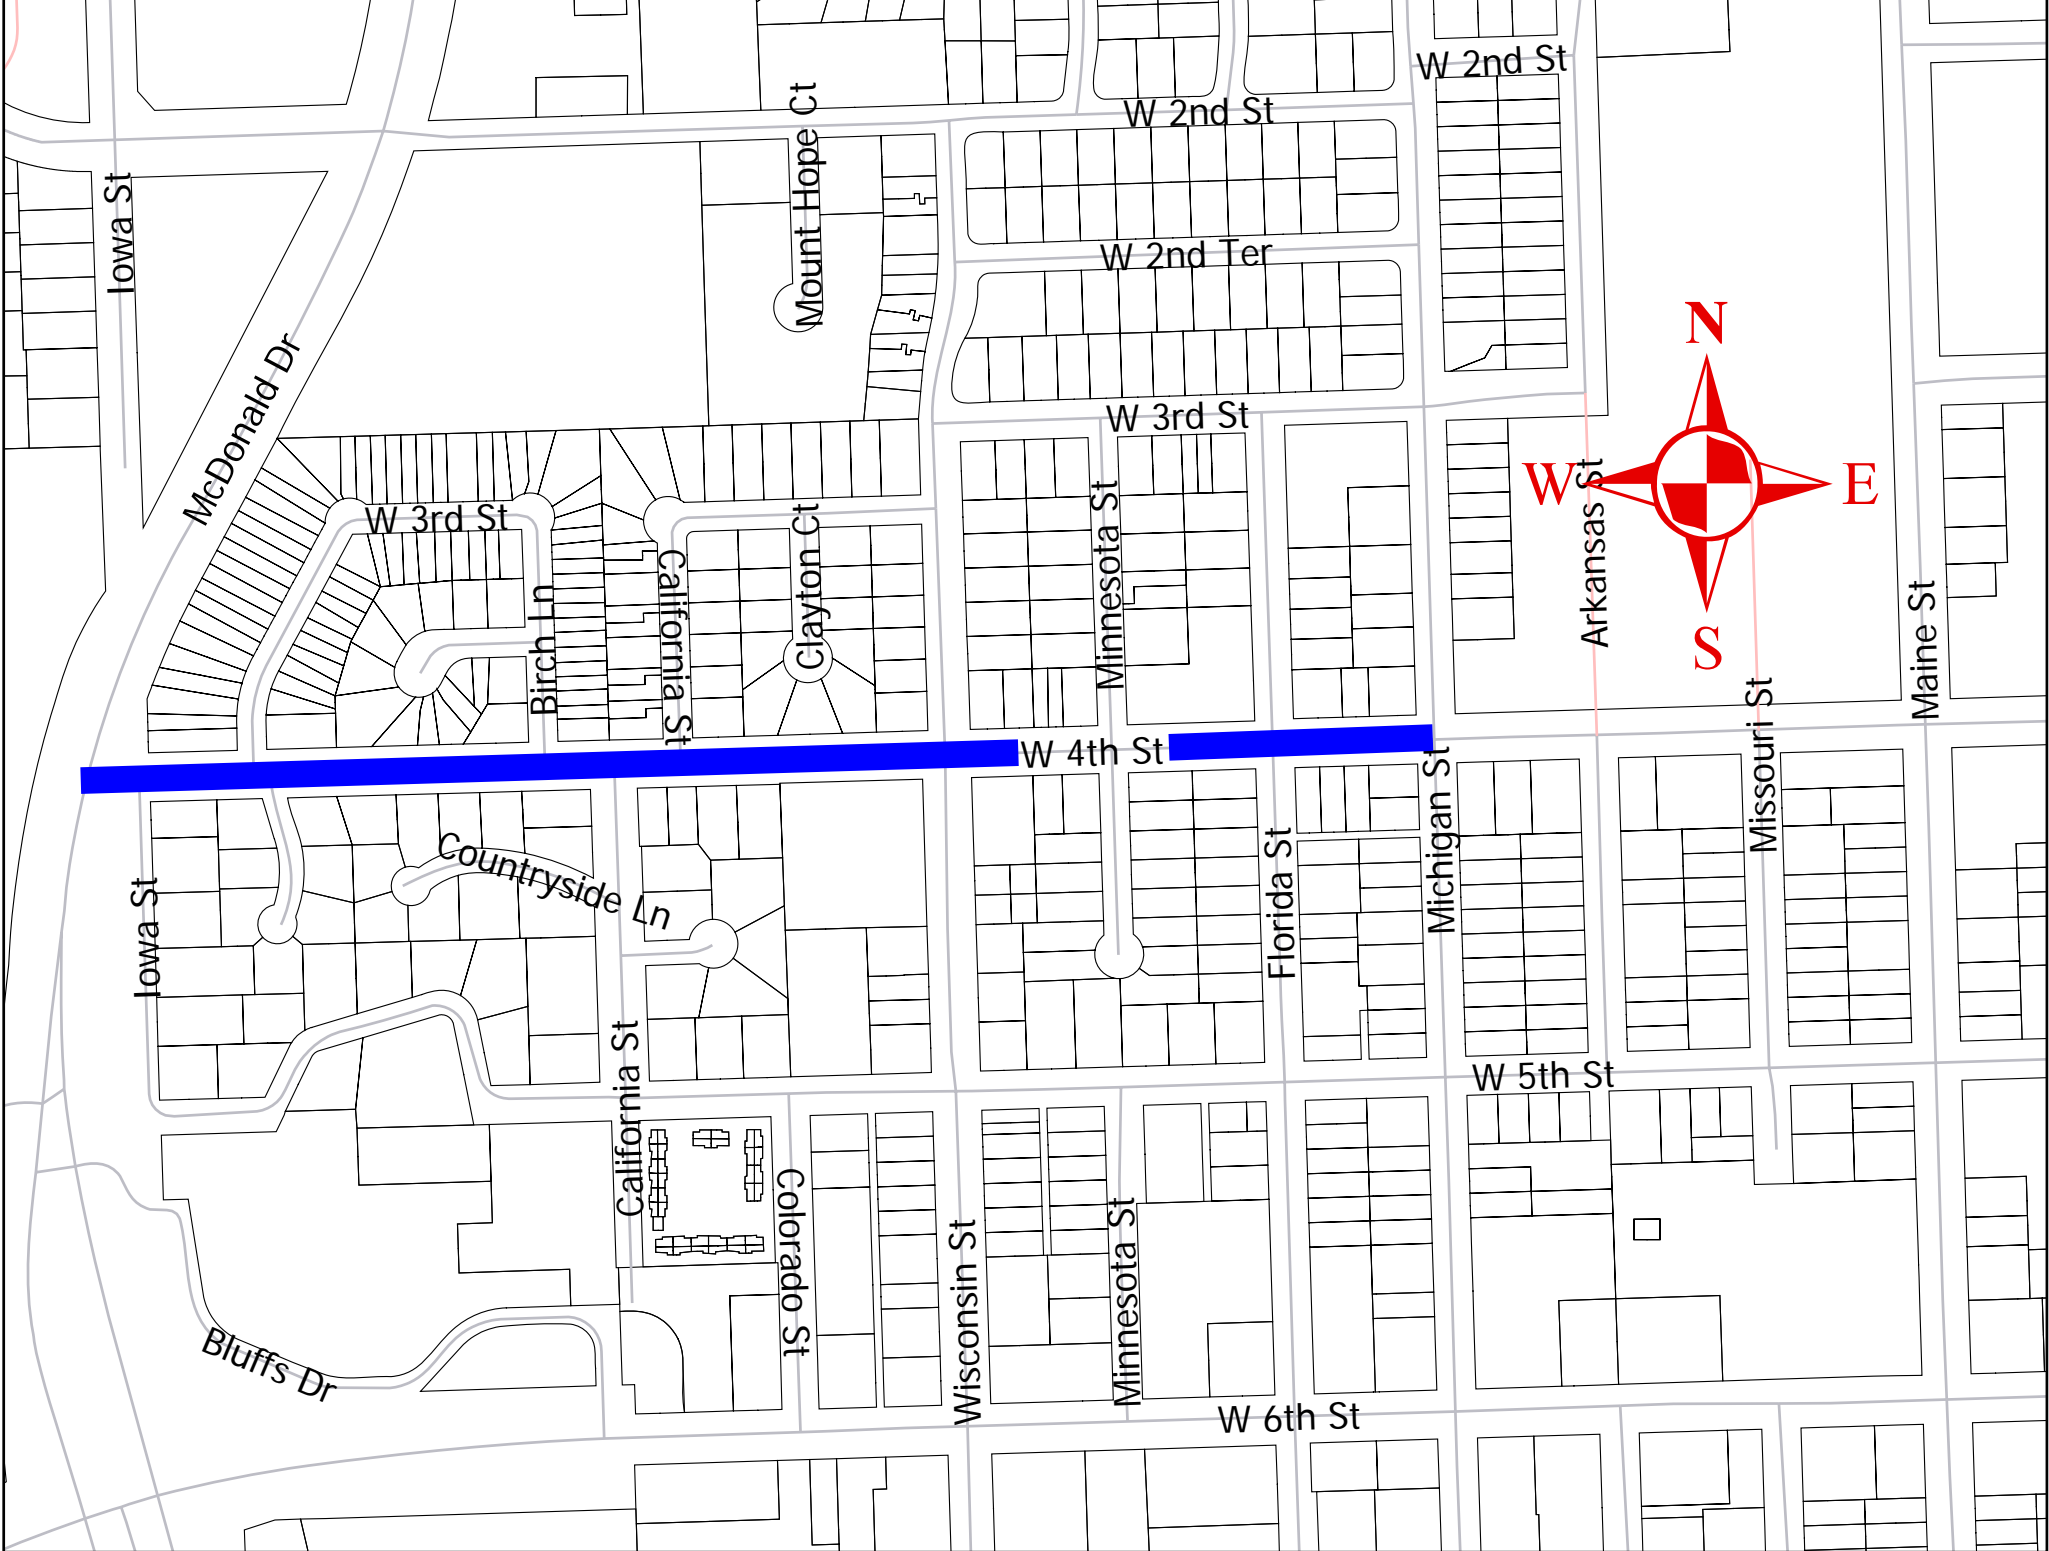 W 2nd St
W 2nd St
Mount Hope Ct
Iowa St
W 2nd Ter
N
McDonald Dr
W 3rd St
W
E
Arkansas St
W 3rd St
Minnesota St
Clayton Ct
California St
Birch Ln
S
Maine St
Missouri St
W 4th St
Michigan St
Countryside Ln
Florida St
Iowa St
California St
W 5th St
Colorado St
Wisconsin St
Minnesota St
Bluffs Dr
W 6th St